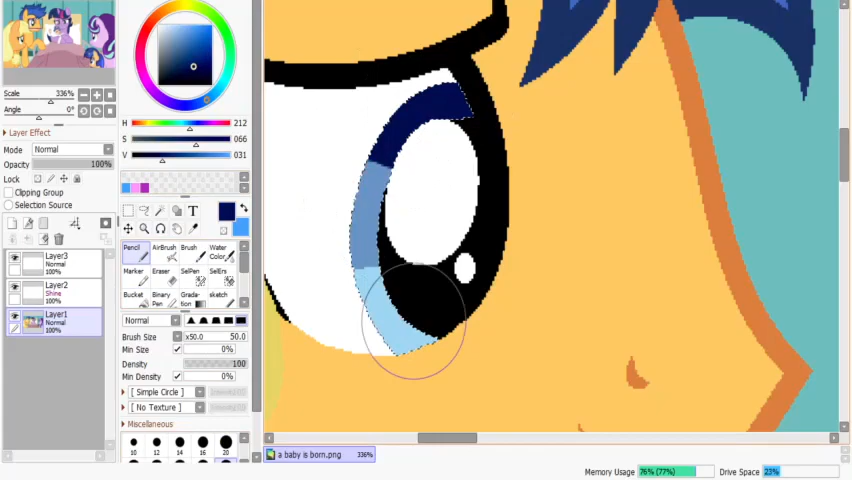 Scale 336%
Angle 0°
Layer Effect
Mode Normal
Opacity 100%
Lock
Clipping Group
Selection Source
Layer3
Normal
100%
Layer2
Shine
100%
Layer1
Normal
100%
H 212
S 066
V 031
T
Pencil AirBrush Brush Water Color
Marker Eraser SelPen SelErs
Bucket Binary Pen Gradation sketch
Normal
Brush Size x50.0 50.0
Min Size 0%
Density 100
Min Density 0%
[ Simple Circle ]
[ No Texture ]
Miscellaneous
10 12 14 16 20
a baby is born.png 336%
Memory Usage 76% (77%) Drive Space 23%